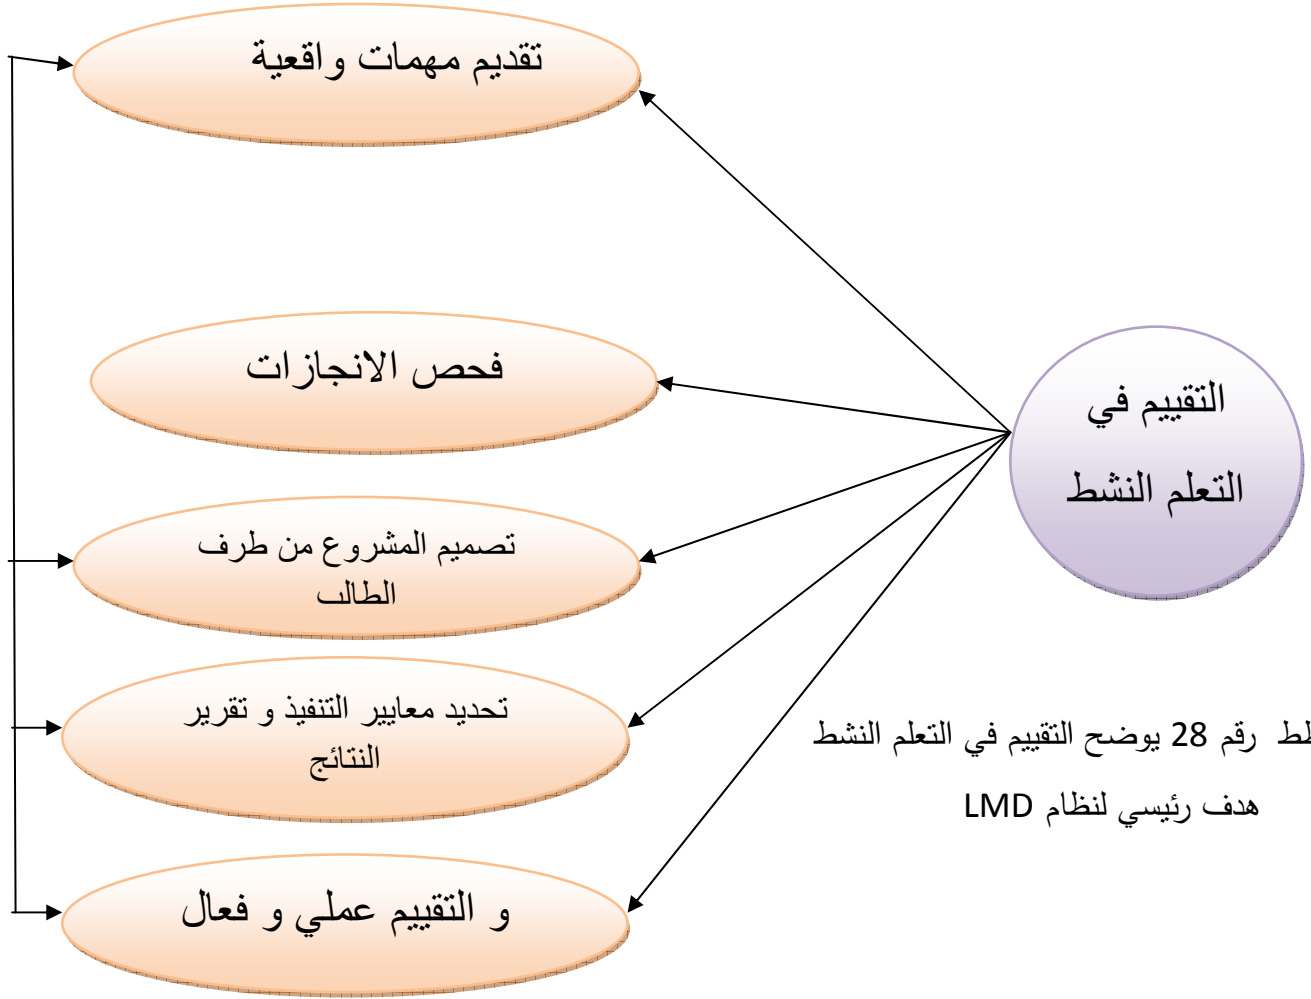 تقديم مهمات واقعية
فحص الانجازات
التقييم في
التعلم النشط
تصميم المشروع من طرف
الطالب
تحديد معايير التنفيذ و تقرير
النتائج
رقم 28 يوضح التقييم في التعلم النشط
هدف رئيسي لنظام LMD
و التقييم عملي و فعال